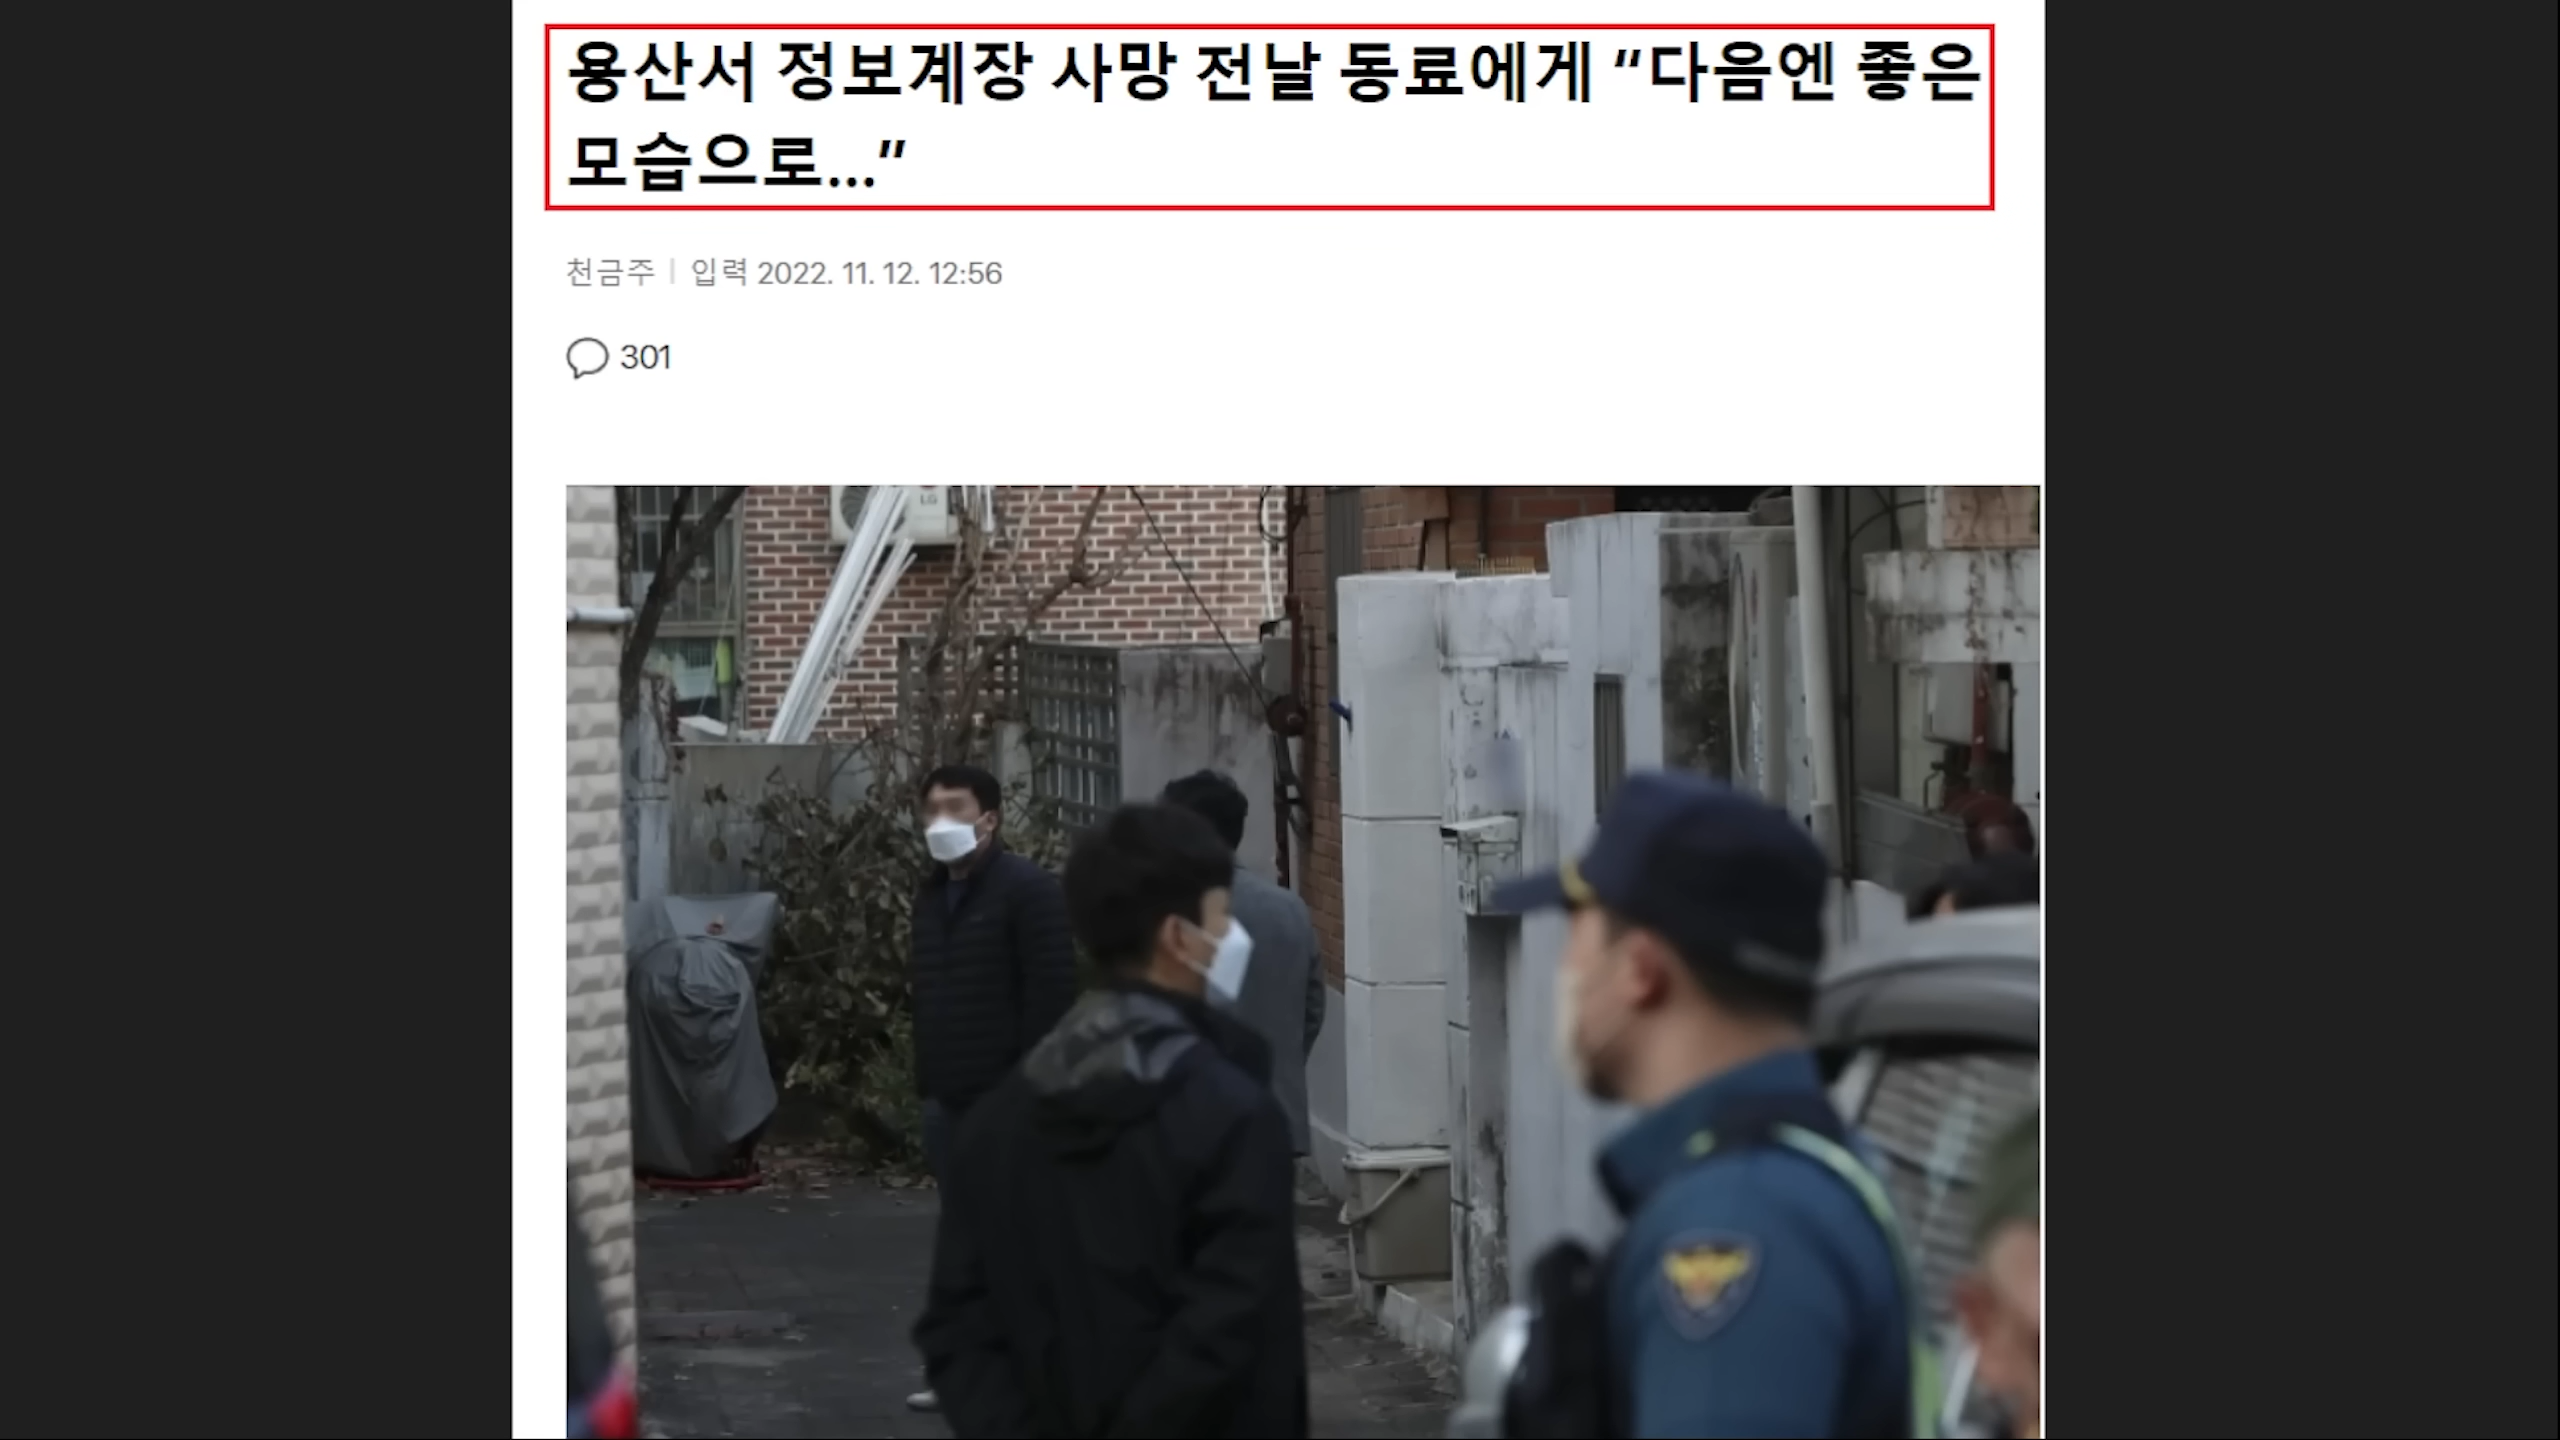 용산서 정보계장 사망 전날 동료에게 “다음엔 좋은
모습으로…”
천금주 | 입력 2022. 11. 12. 12:56
301
LG